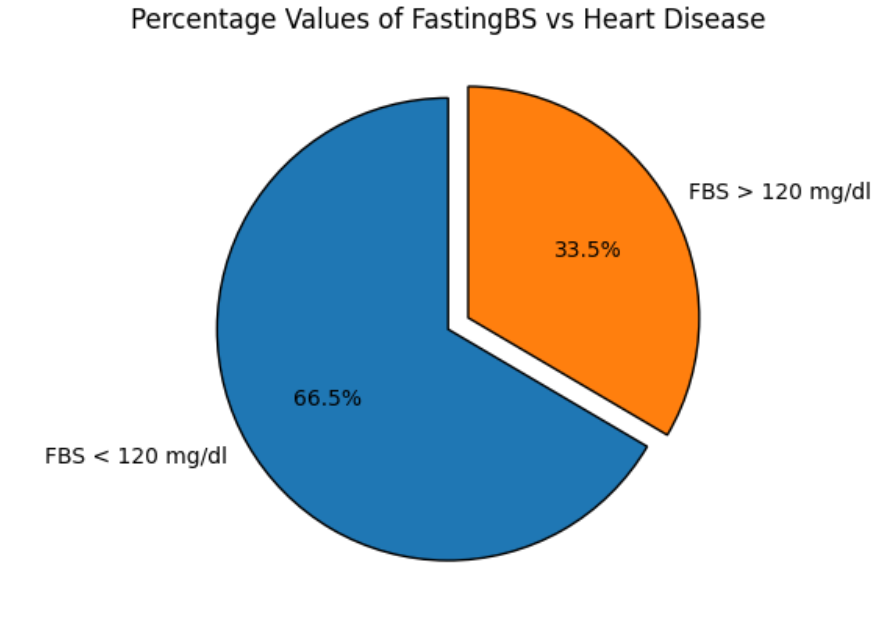 Percentage Values of FastingBS vs Heart Disease
FBS > 120 mg/dl
33.5%
66.5%
FBS < 120 mg/dl